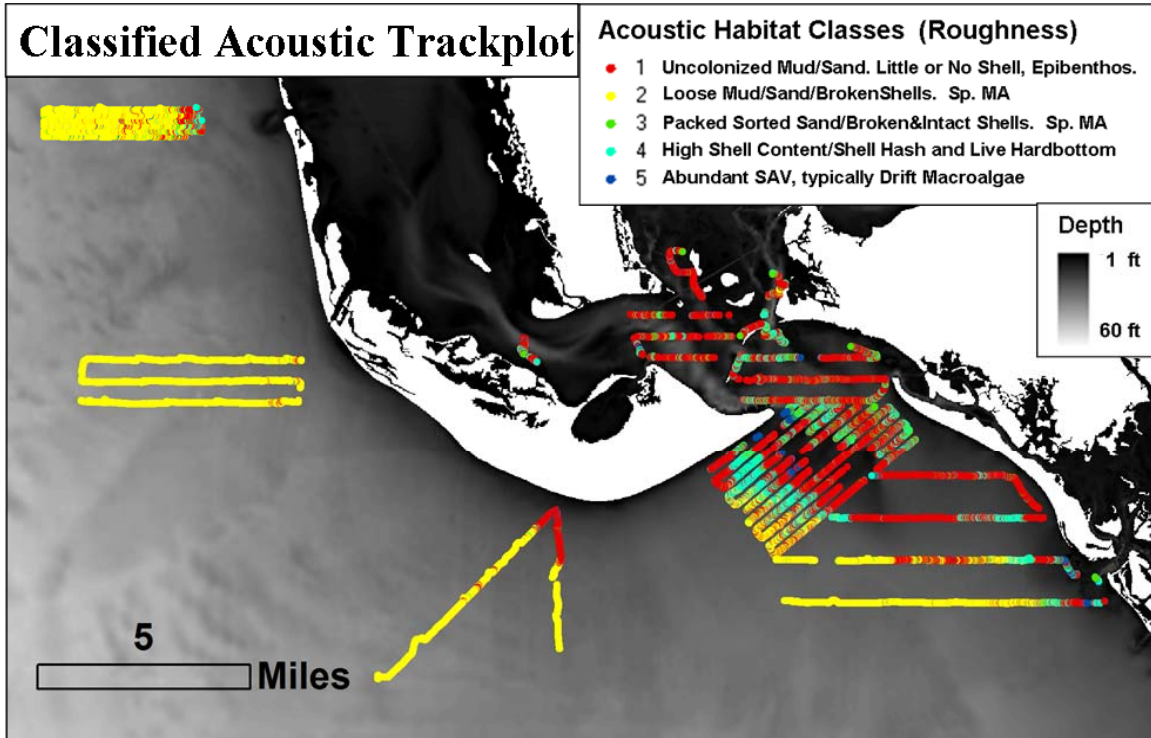 Classified Acoustic Trackplot
Acoustic Habitat Classes (Roughness)
1 Uncolonized Mud/Sand. Little or No Shell, Epibenthos.
2 Loose Mud/Sand/BrokenShells. Sp. MA
3 Packed Sorted Sand/Broken&Intact Shells. Sp. MA
4 High Shell Content/Shell Hash and Live Hardbottom
5 Abundant SAV, typically Drift Macroalgae
Depth
1 ft
60 ft
5
Miles